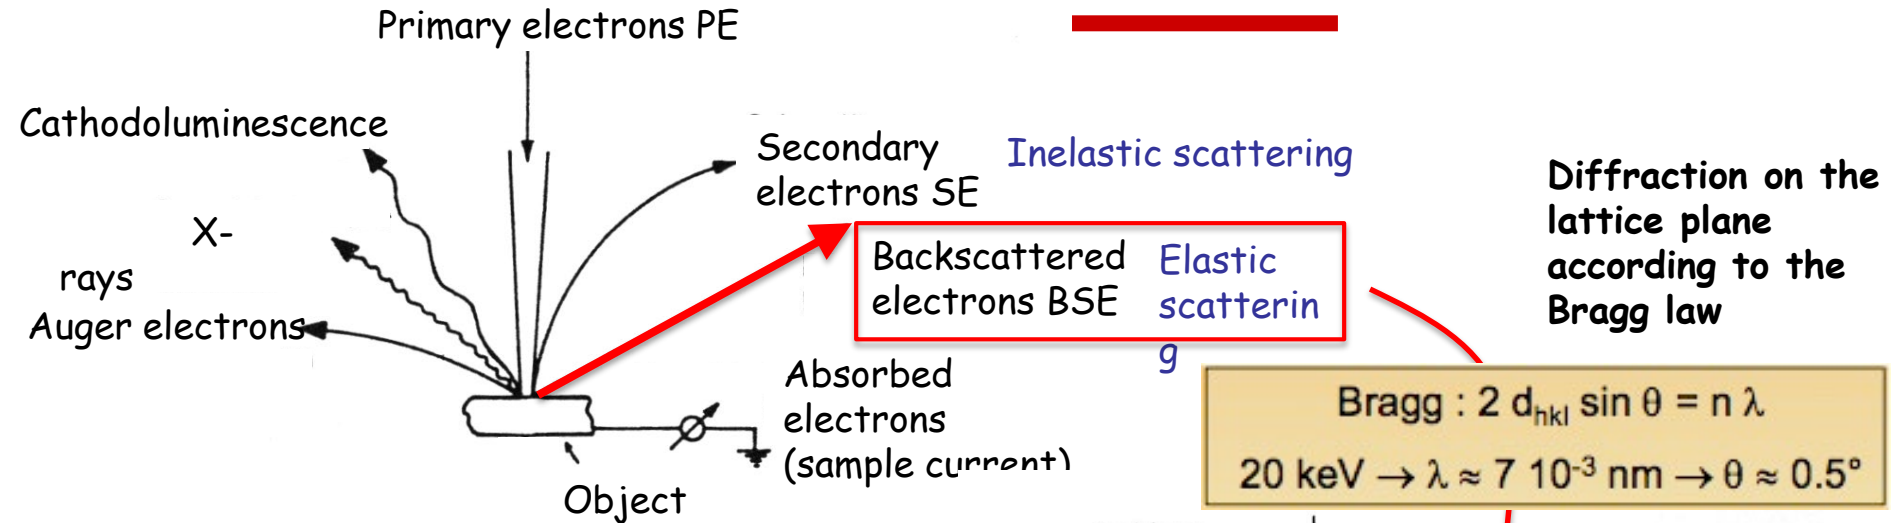 Primary electrons PE
Cathodoluminescence
Secondary
electrons SE
Inelastic scattering
X-
rays
Auger electrons
Backscattered
electrons BSE
Elastic
scatterin
g
Diffraction on the
lattice plane
according to the
Bragg law
Absorbed
electrons
(sample current)
Object
Bragg : 2 dhkl sin θ = n λ
20 keV → λ ≈ 7 10⁻³ nm → θ ≈ 0.5°